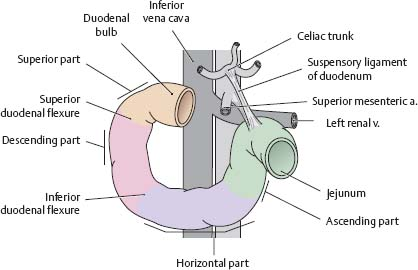 Inferior
vena cava
Duodenal
bulb
Celiac trunk
Superior part
Suspensory ligament
of duodenum
Superior
duodenal flexure
Superior mesenteric a.
Left renal v.
Descending part
Inferior
duodenal flexure
Jejunum
Ascending part
Horizontal part